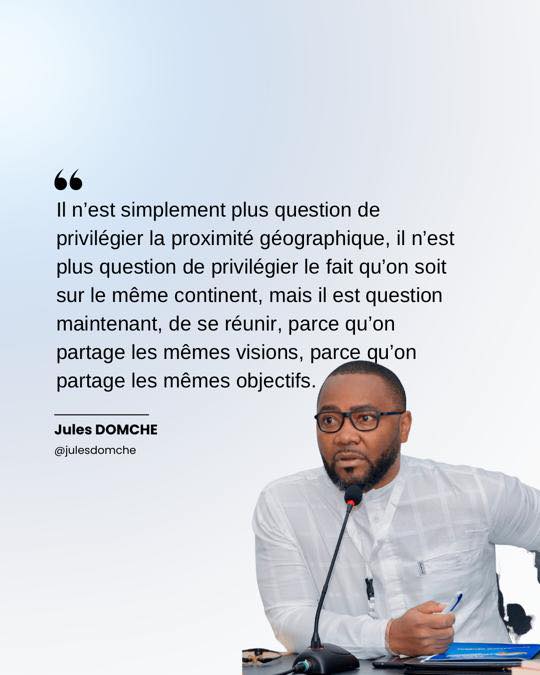 “
Il n’est simplement plus question de
privilégier la proximité géographique, il n’est
plus question de privilégier le fait qu’on soit
sur le même continent, mais il est question
maintenant, de se réunir, parce qu’on
partage les mêmes visions, parce qu’on
partage les mêmes objectifs.
Jules DOMCHE
@julesdomche